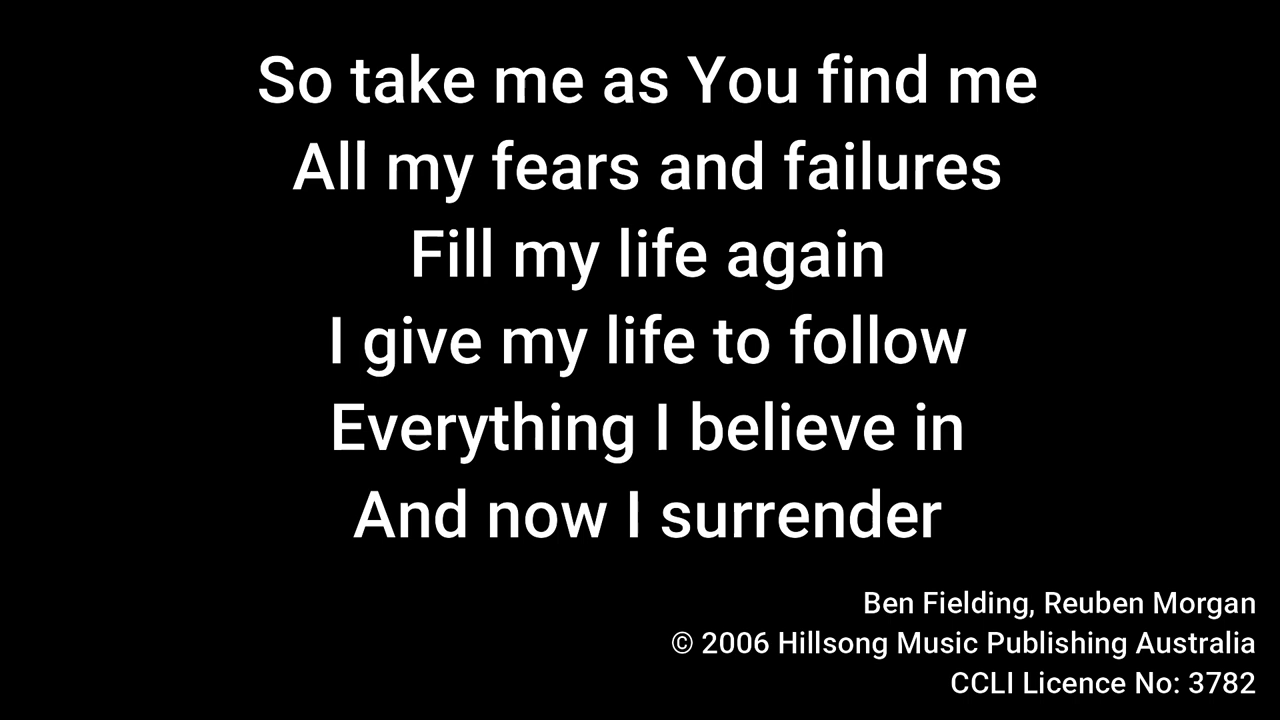 So take me as You find me
All my fears and failures
Fill my life again
I give my life to follow
Everything I believe in
And now I surrender
Ben Fielding, Reuben Morgan
© 2006 Hillsong Music Publishing Australia
CCLI Licence No: 3782